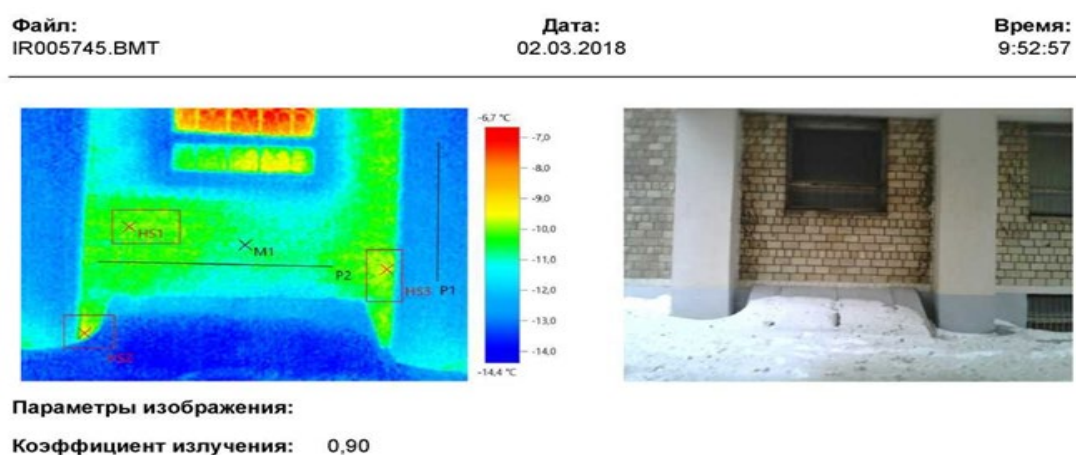 Файл: Дата: Время:
IR005745.BMT 02.03.2018 9:52:57
-6,7 °C
-7,0
-8,0
-9,0
-10,0
-11,0
-12,0
-13,0
-14,0
-14,4 °C
HS1
M1
P2
HS3 P1
HS2
Параметры изображения:
Коэффициент излучения: 0,90